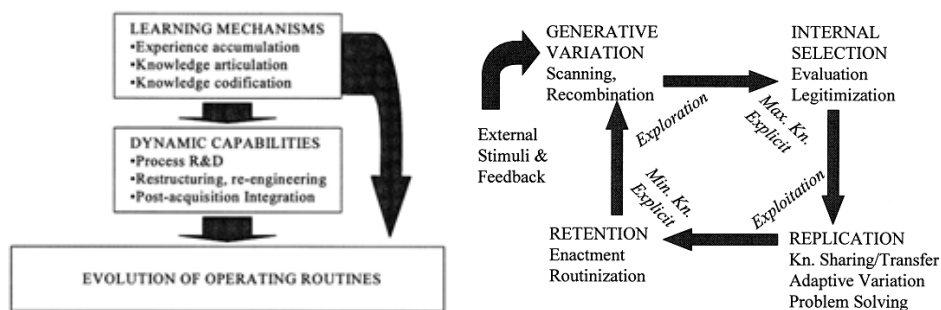 LEARNING MECHANISMS
•Experience accumulation
•Knowledge articulation
•Knowledge codification
DYNAMIC CAPABILITIES
•Process R&D
•Restructuring, re-engineering
•Post-acquisition Integration
EVOLUTION OF OPERATING ROUTINES
GENERATIVE
VARIATION
Scanning,
Recombination
INTERNAL
SELECTION
Evaluation
Legitimization
External
Stimuli &
Feedback
Exploration
Max. Kn.
Explicit
Min. Kn.
Explicit
Exploitation
RETENTION
Enactment
Routinization
REPLICATION
Kn. Sharing/Transfer
Adaptive Variation
Problem Solving